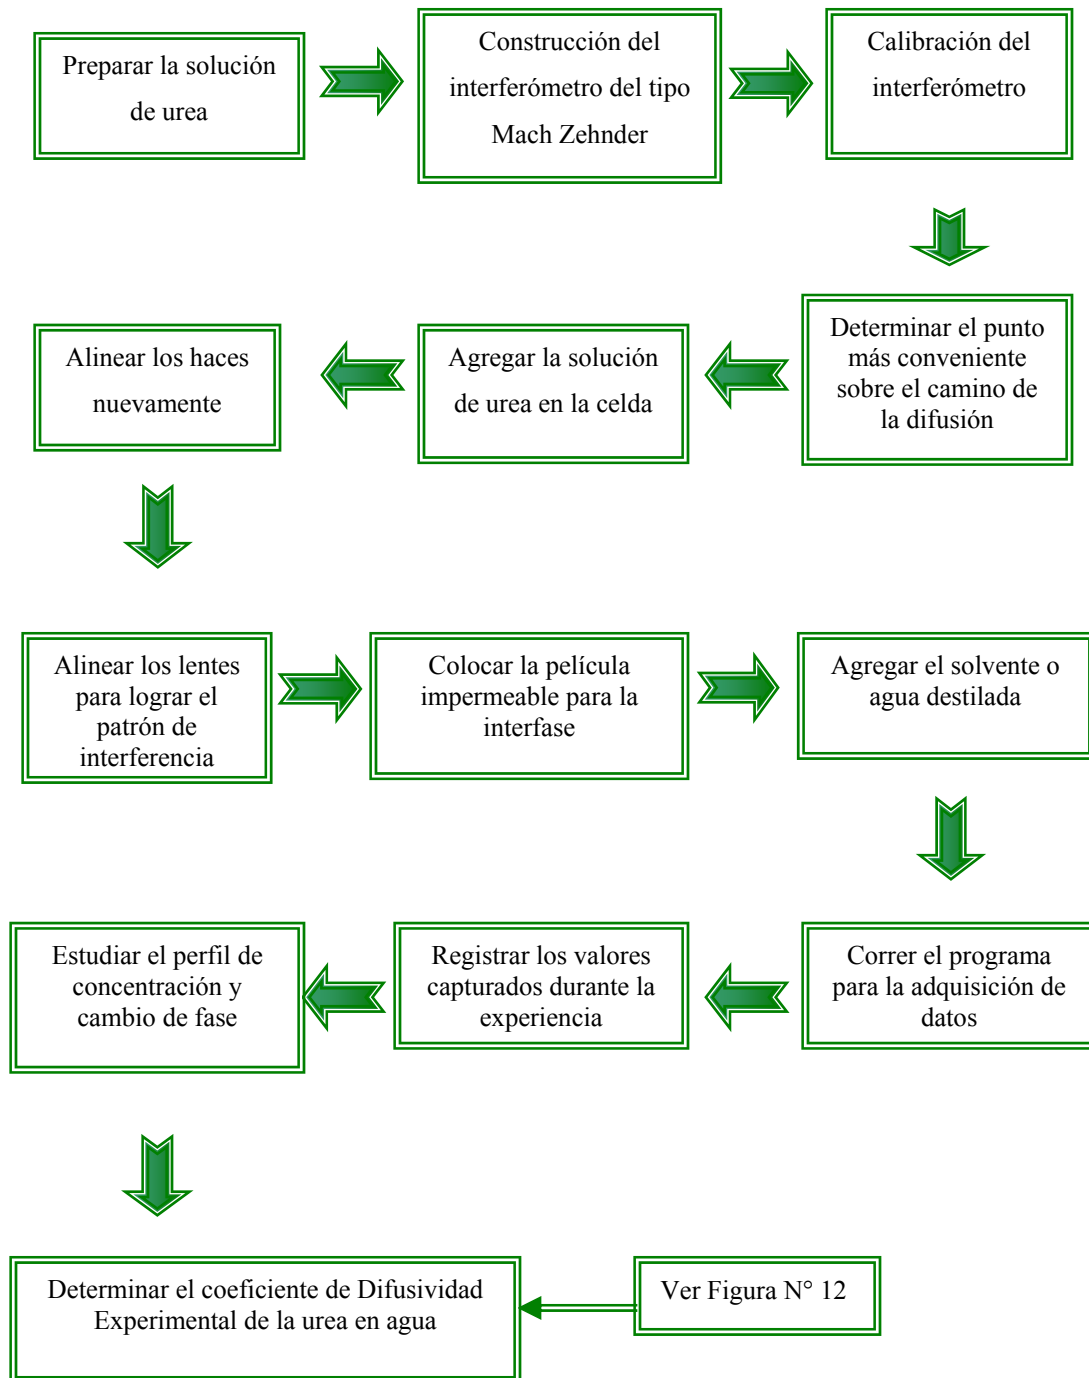 Preparar la solución
de urea
Construcción del
interferómetro del tipo
Mach Zehnder
Calibración del
interferómetro
Determinar el punto
más conveniente
sobre el camino de
la difusión
Agregar la solución
de urea en la celda
Alinear los haces
nuevamente
Alinear los lentes
para lograr el
patrón de
interferencia
Colocar la película
impermeable para la
interfase
Agregar el solvente o
agua destilada
Correr el programa
para la adquisición de
datos
Registrar los valores
capturados durante la
experiencia
Estudiar el perfil de
concentración y
cambio de fase
Determinar el coeficiente de Difusividad
Experimental de la urea en agua
Ver Figura N° 12